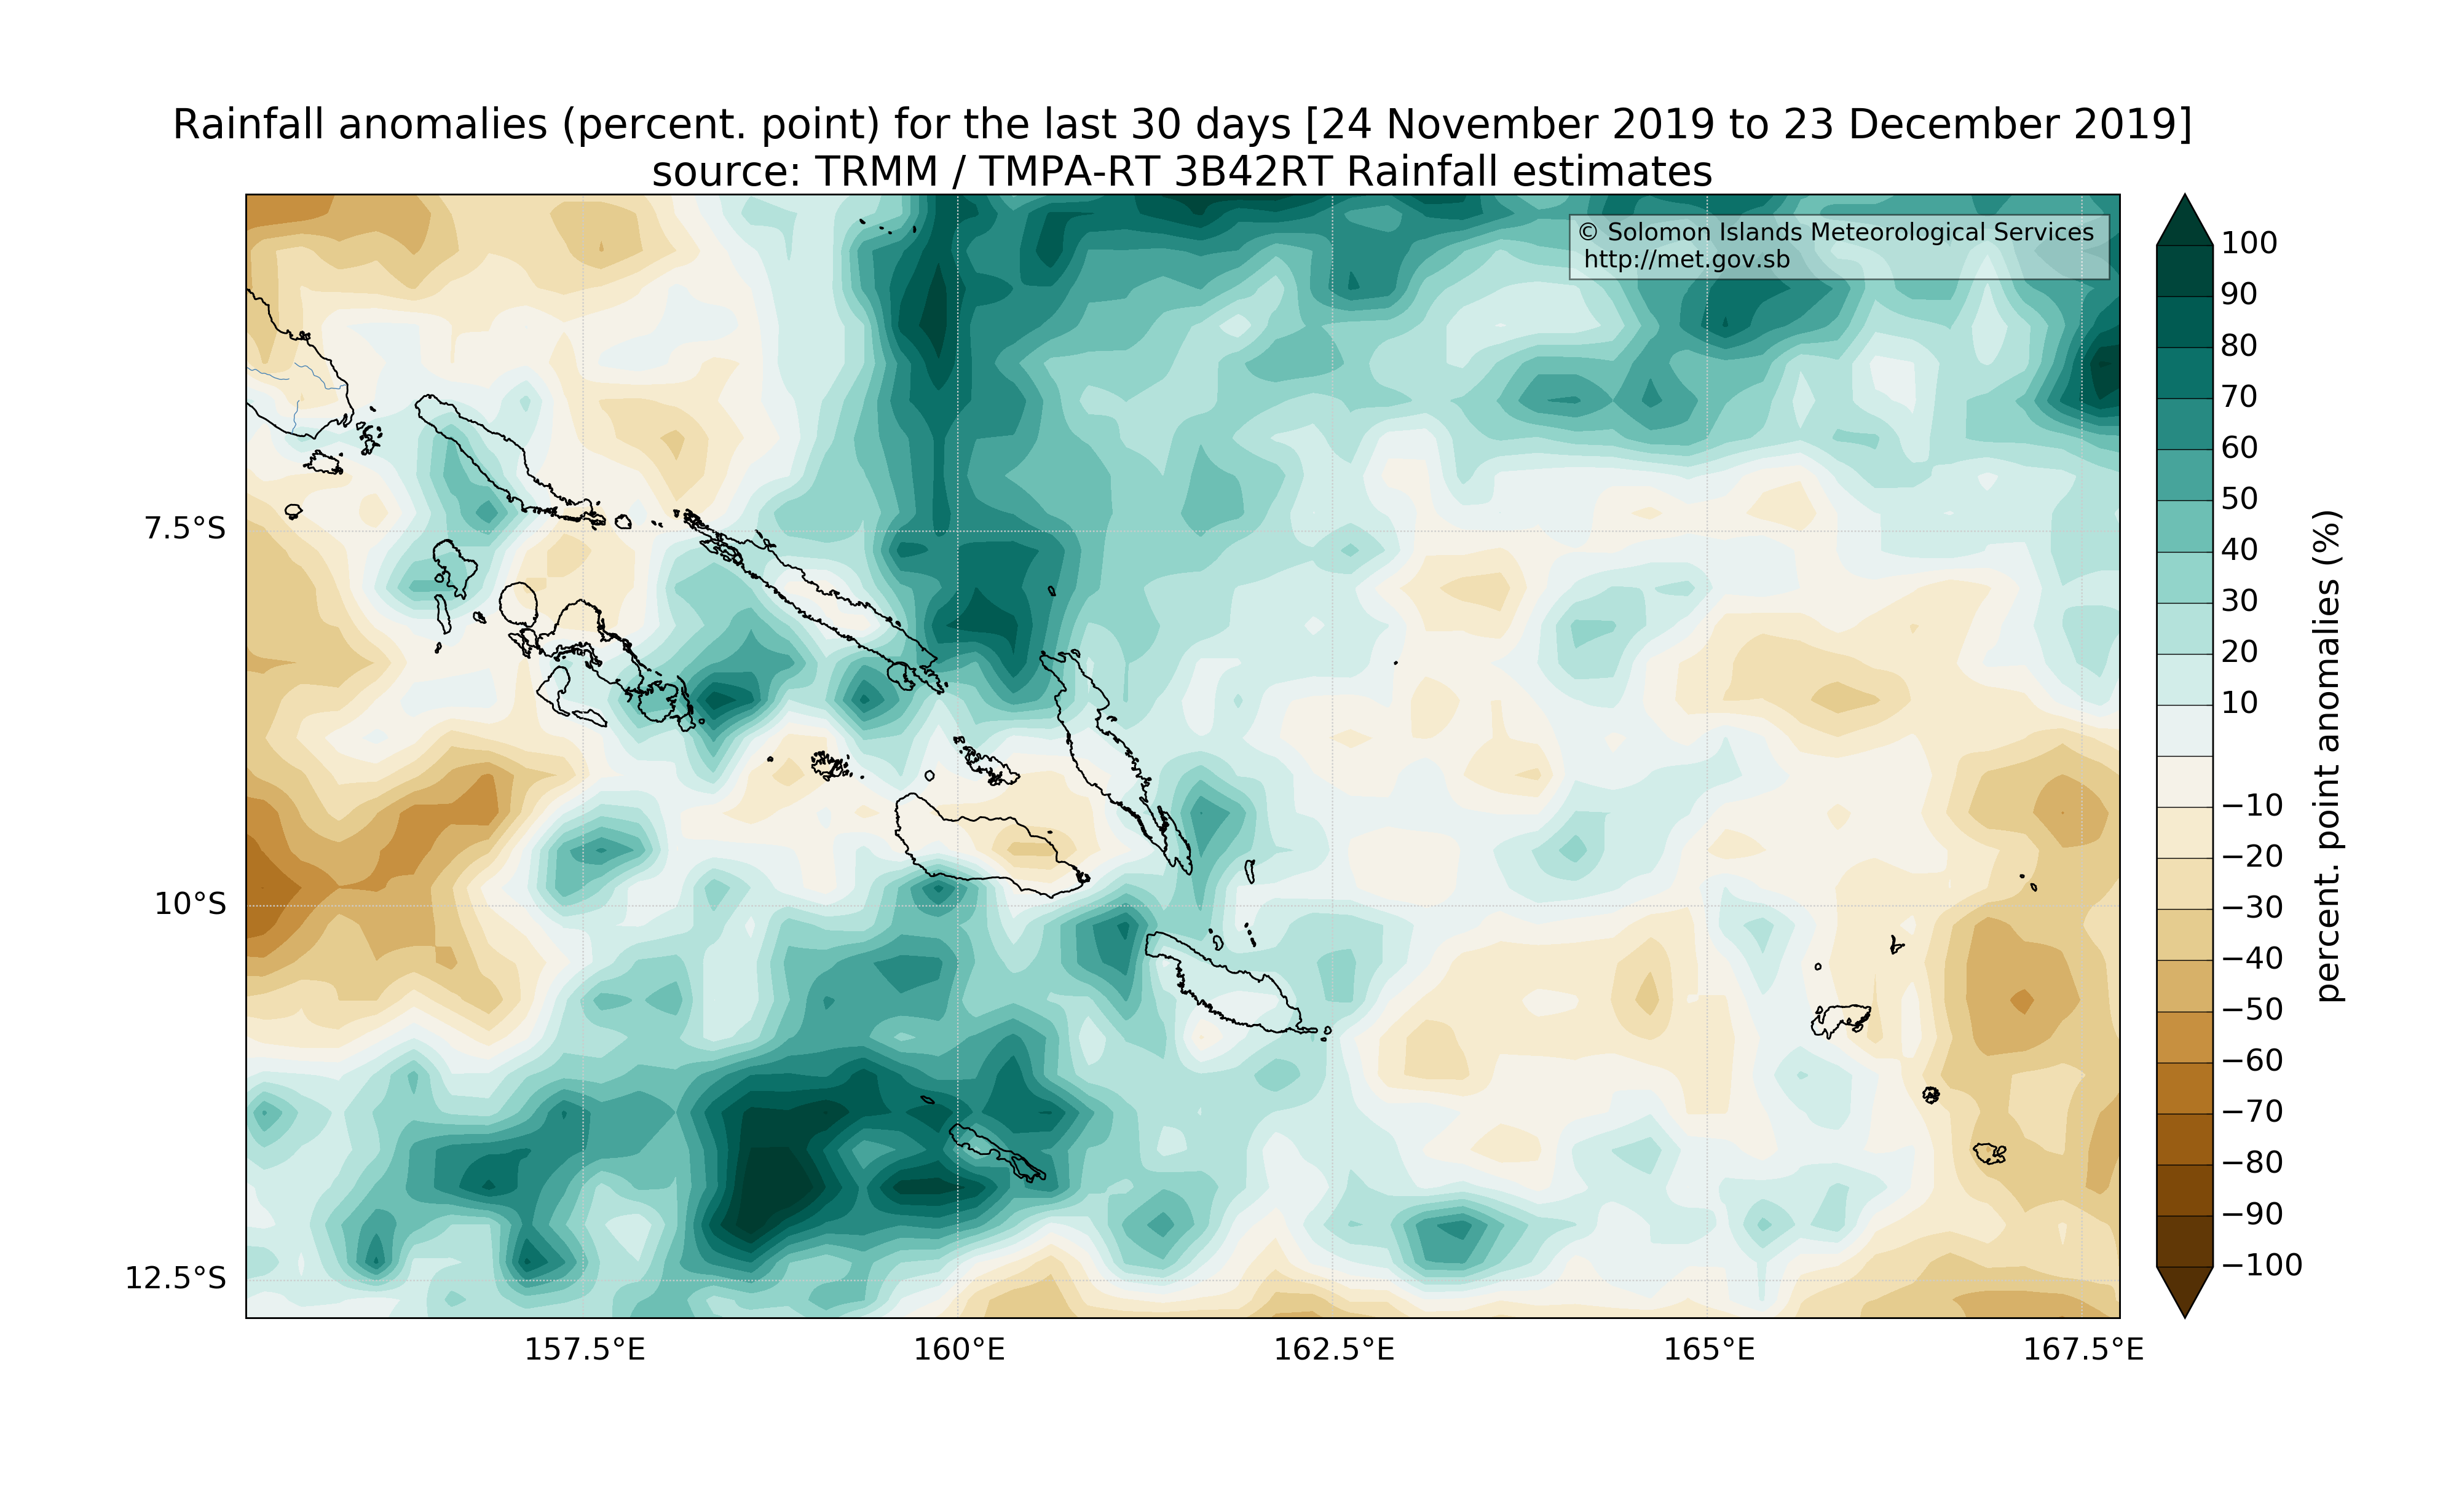 Rainfall anomalies (percent. point) for the last 30 days [24 November 2019 to 23 December 2019]
source: TRMM / TMPA-RT 3B42RT Rainfall estimates
© Solomon Islands Meteorological Services
http://met.gov.sb
7.5°S
10°S
12.5°S
157.5°E
160°E
162.5°E
165°E
167.5°E
100
90
80
70
60
50
40
30
20
10
−10
−20
−30
−40
−50
−60
−70
−80
−90
−100
percent. point anomalies (%)